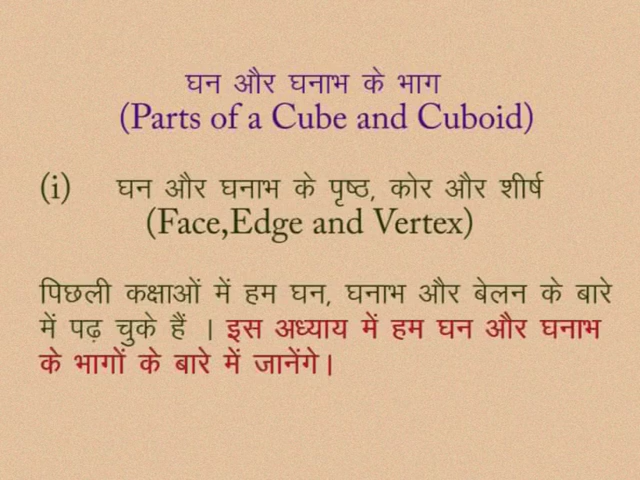 घन और घनाभ के भाग
(Parts of a Cube and Cuboid)
(i) घन और घनाभ के पृष्ठ, कोर और शीर्ष
(Face,Edge and Vertex)
पिछली कक्षाओं में हम घन, घनाभ और बेलन के बारे
में पढ़ चुके हैं । इस अध्याय में हम घन और घनाभ
के भागों के बारे में जानेंगे।